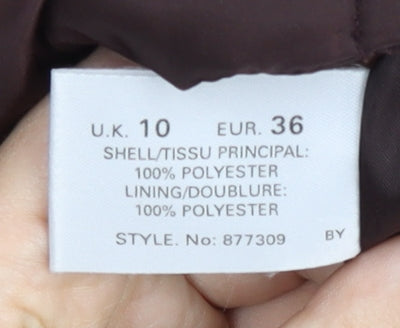 U.K. 10 EUR. 36
SHELL/TISSU PRINCIPAL:
100% POLYESTER
LINING/DOUBLURE:
100% POLYESTER
STYLE. No: 877309 BY